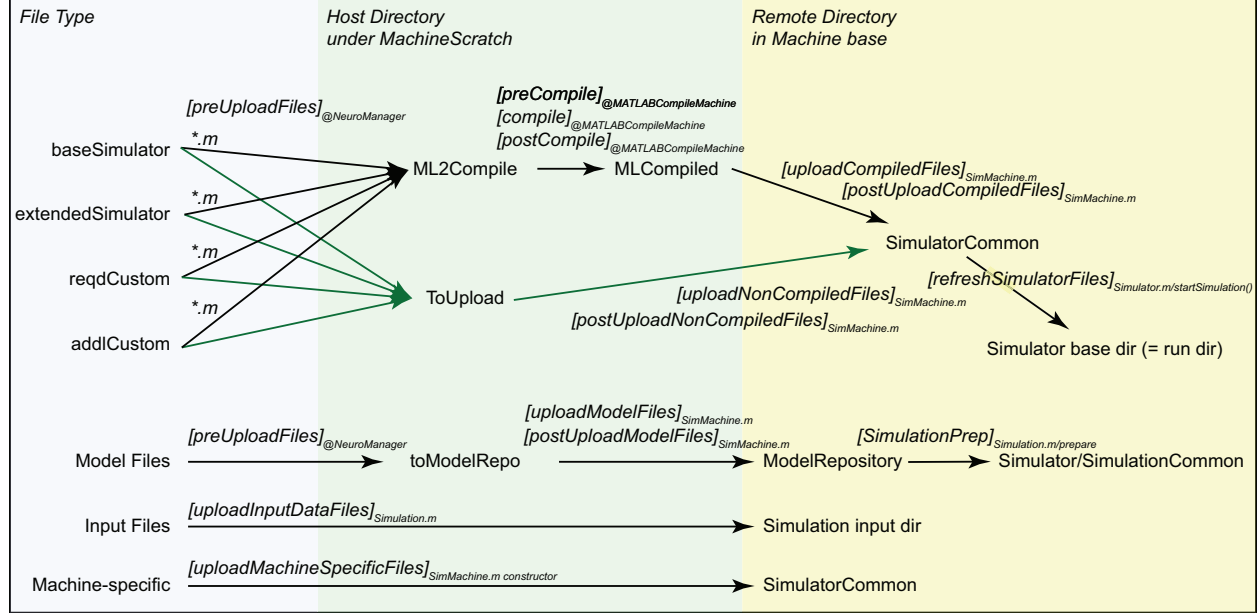 File Type
Host Directory
under MachineScratch
Remote Directory
in Machine base
[preUploadFiles]@NeuroManager
[preCompile]@MATLABCompileMachine
[compile]@MATLABCompileMachine
[postCompile]@MATLABCompileMachine
baseSimulator
*.m
ML2Compile
MLCompiled
[uploadCompiledFiles]SimMachine.m
[postUploadCompiledFiles]SimMachine.m
extendedSimulator
*.m
SimulatorCommon
reqdCustom
*.m
[refreshSimulatorFiles]Simulator.m/startSimulation()
ToUpload
[uploadNonCompiledFiles]SimMachine.m
[postUploadNonCompiledFiles]SimMachine.m
addlCustom
*.m
Simulator base dir (= run dir)
[uploadModelFiles]SimMachine.m
[preUploadFiles]@NeuroManager
[postUploadModelFiles]SimMachine.m
[SimulationPrep]Simulation.m/prepare
Model Files
toModelRepo
ModelRepository
Simulator/SimulationCommon
[uploadInputDataFiles]Simulation.m
Input Files
Simulation input dir
[uploadMachineSpecificFiles]SimMachine.m constructor
Machine-specific
SimulatorCommon